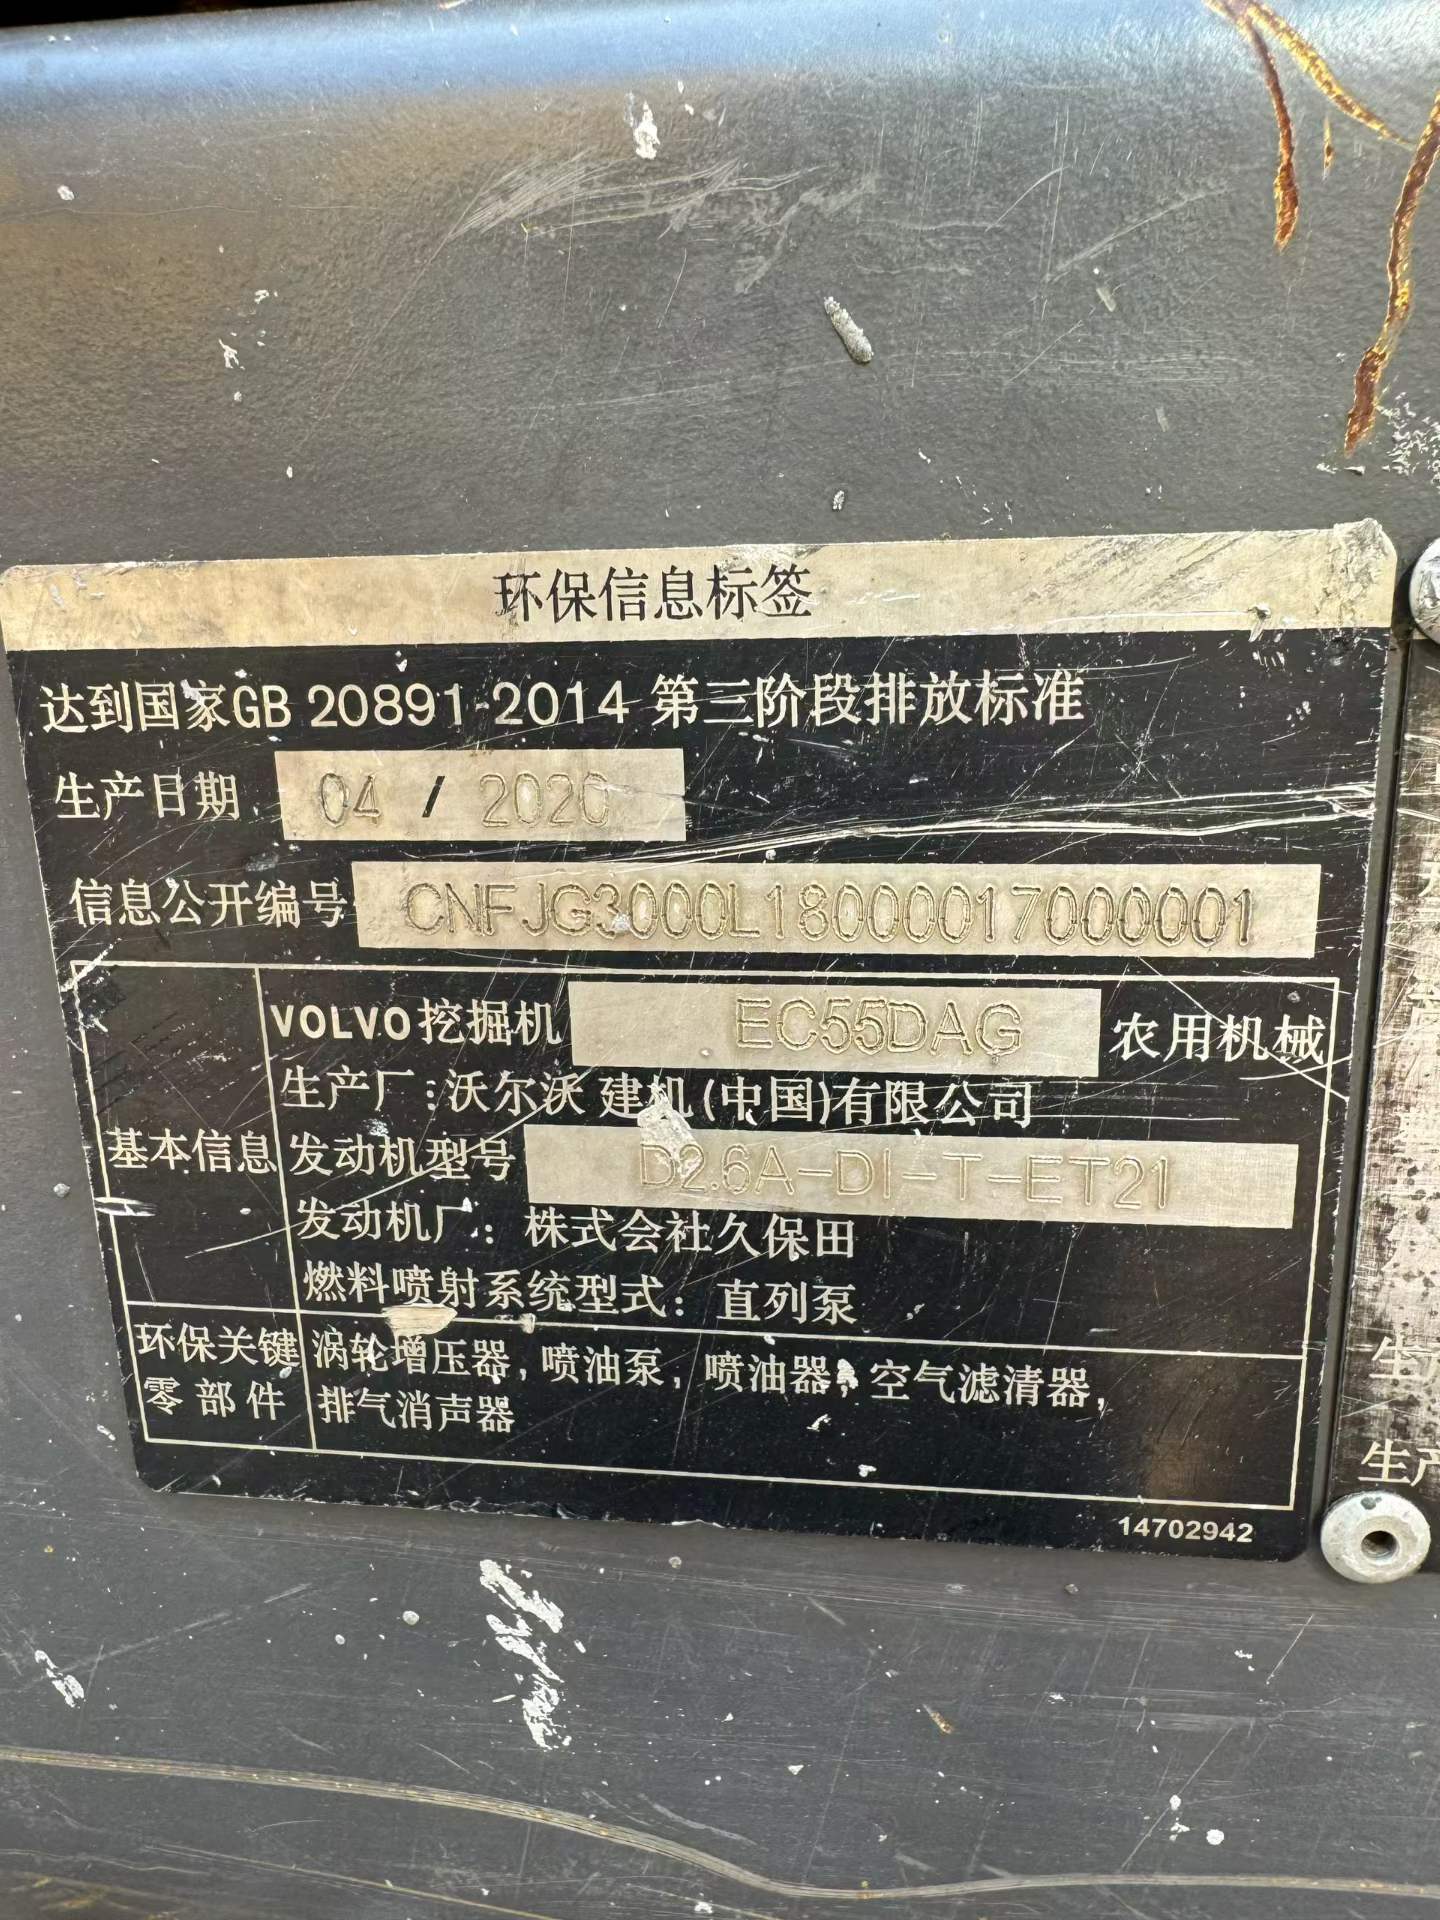 环保信息标签
达到国家GB 20891-2014 第三阶段排放标准
生产日期 04 / 2020
信息公开编号 CNFJG3000L18000017000001
VOLVO 挖掘机 EC55DAG 农用机械
生产厂:沃尔沃 建机(中国)有限公司
基本信息 发动机型号 D2.6A-DI-T-ET21
发动机厂: 株式会社久保田
燃料喷射系统型式: 直列泵
环保关键 涡轮增压器,喷油泵,喷油器,空气滤清器,
零部件 排气消声器
14702942
生产